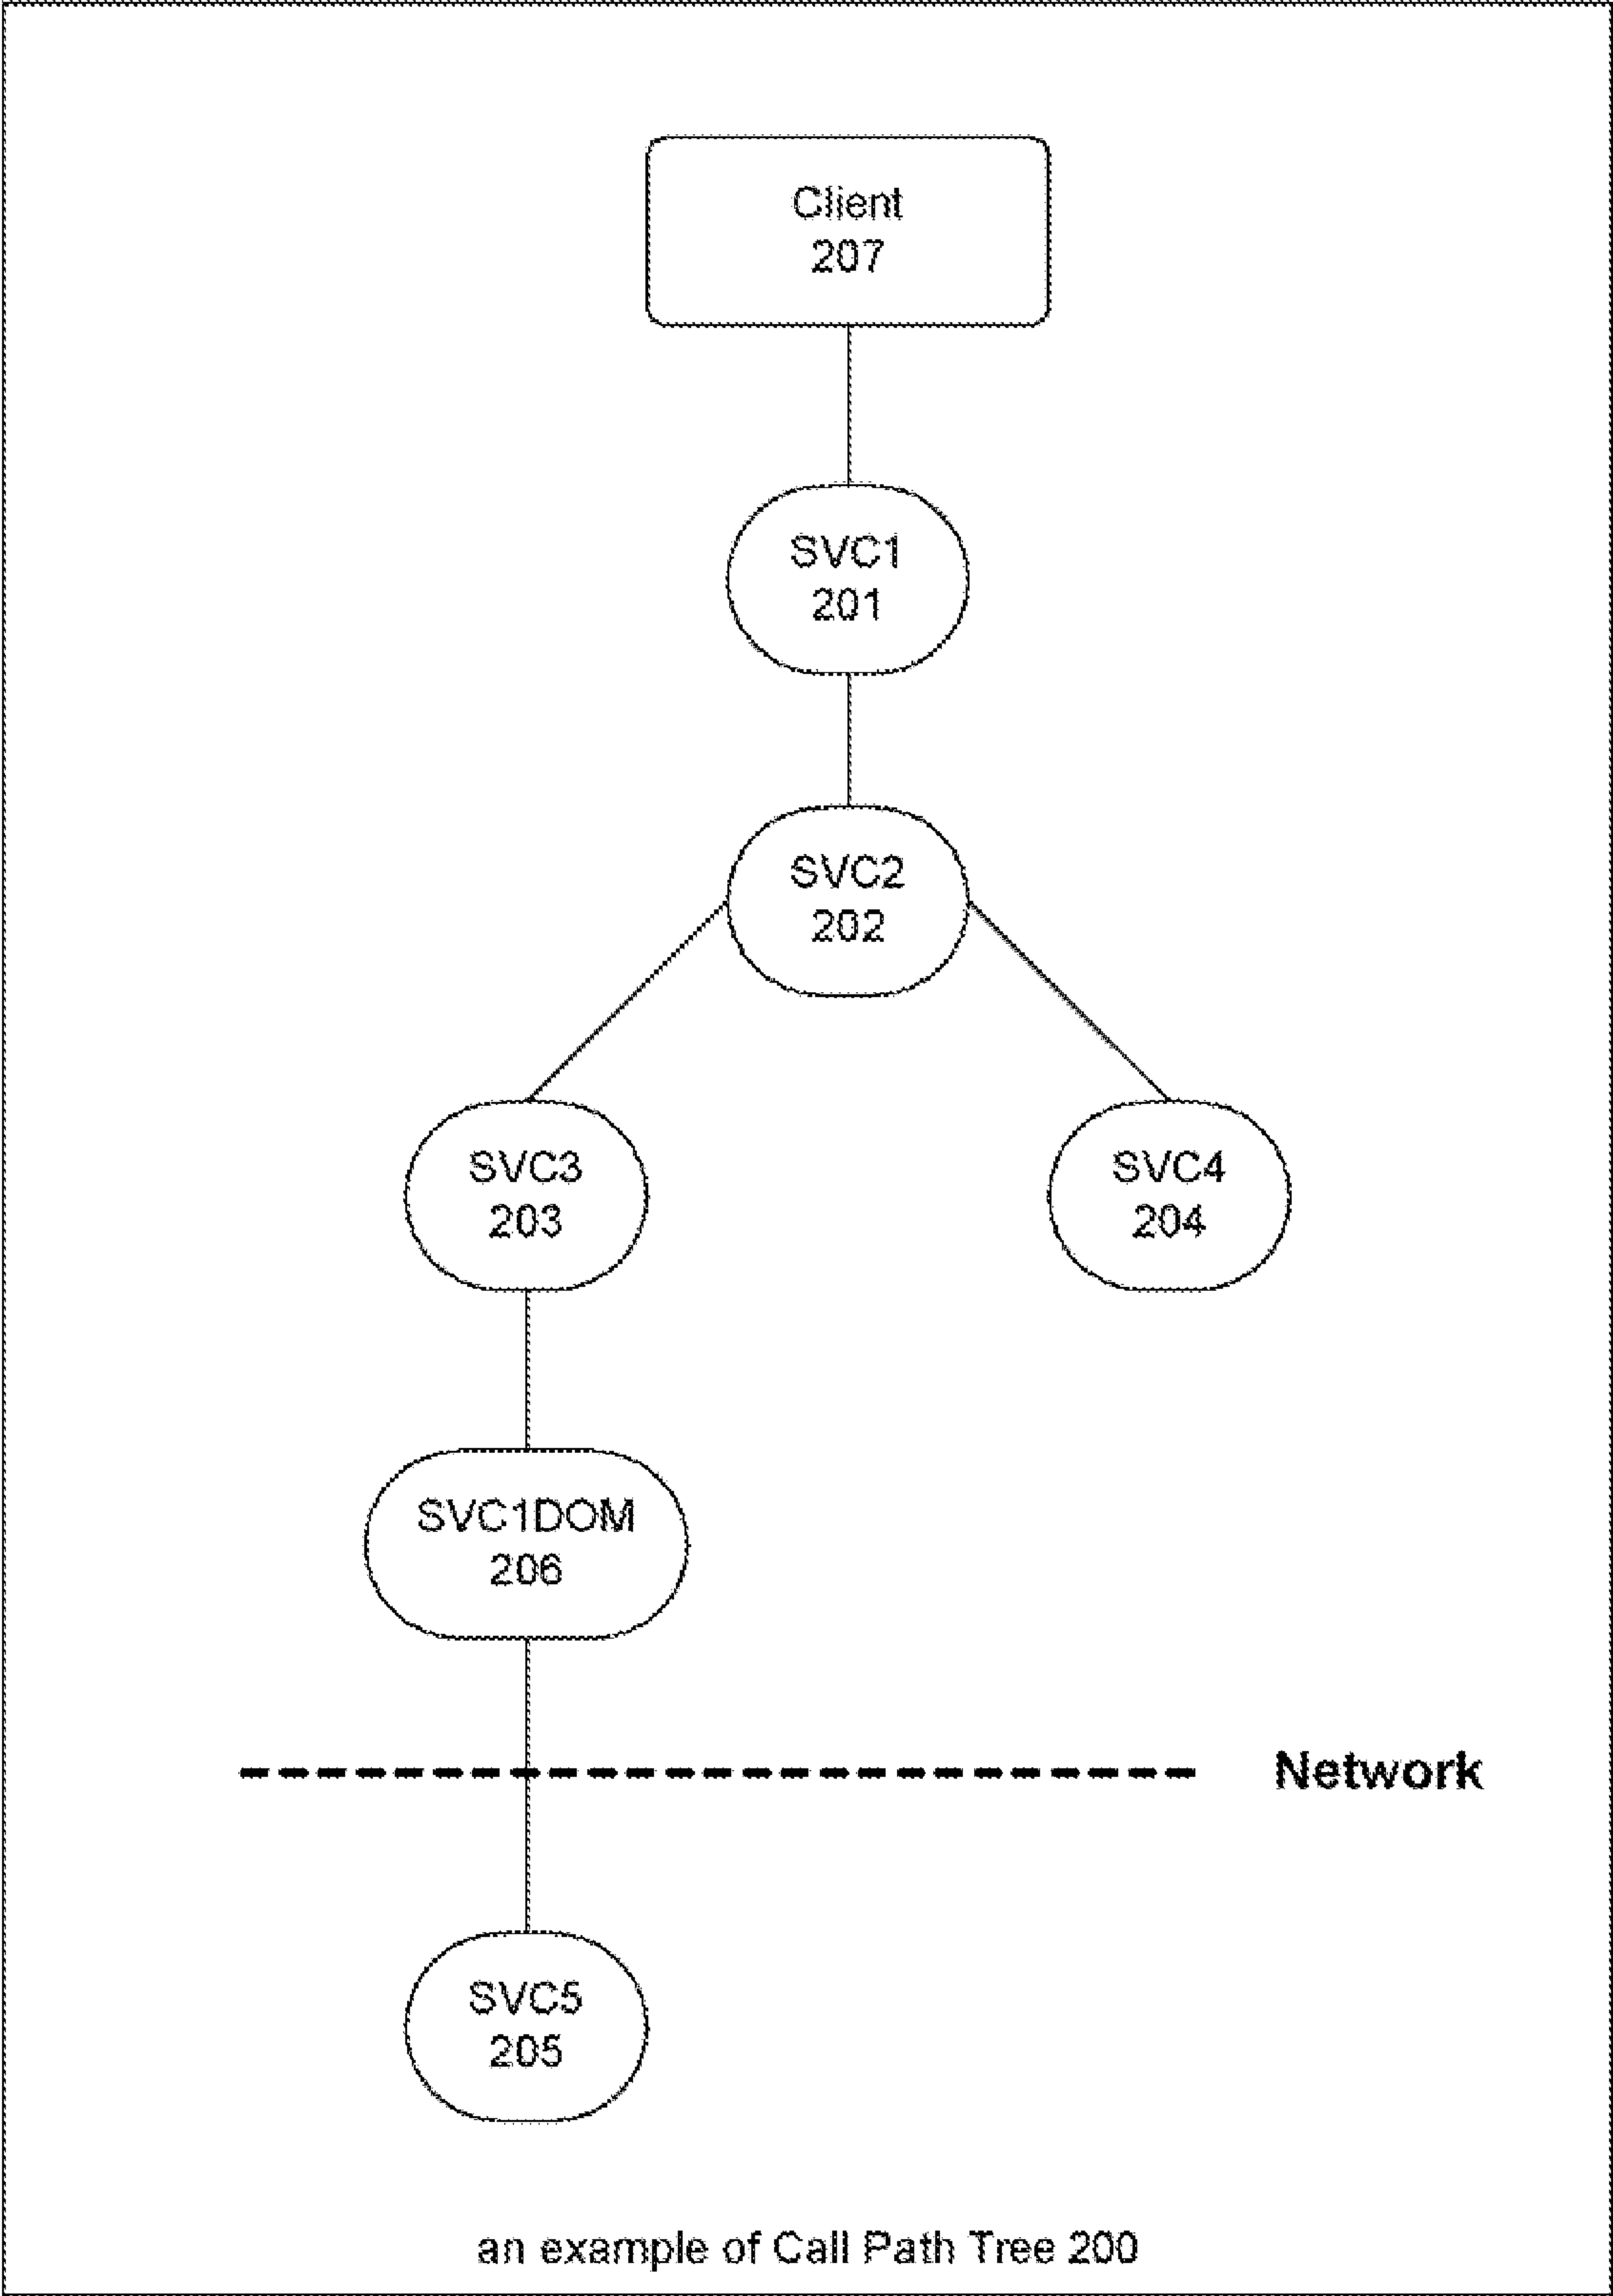 Client
207
SVC1
201
SVC2
202
SVC3
203
SVC4
204
SVC1DOM
206
Network
SVC5
205
an example of Call Path Tree 200